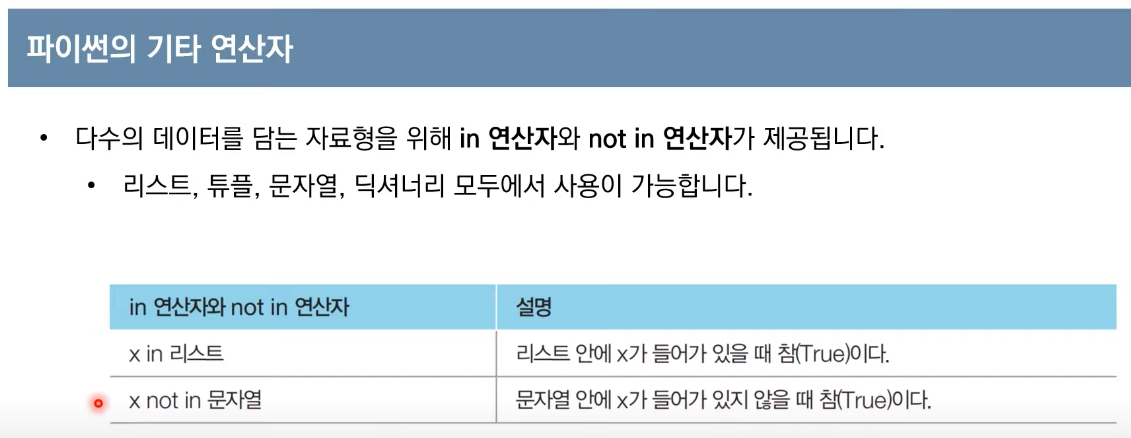 파이썬의 기타 연산자
• 다수의 데이터를 담는 자료형을 위해 in 연산자와 not in 연산자가 제공됩니다.
• 리스트, 튜플, 문자열, 딕셔너리 모두에서 사용이 가능합니다.
in 연산자와 not in 연산자 설명
x in 리스트 리스트 안에 x가 들어가 있을 때 참(True)이다.
x not in 문자열 문자열 안에 x가 들어가 있지 않을 때 참(True)이다.